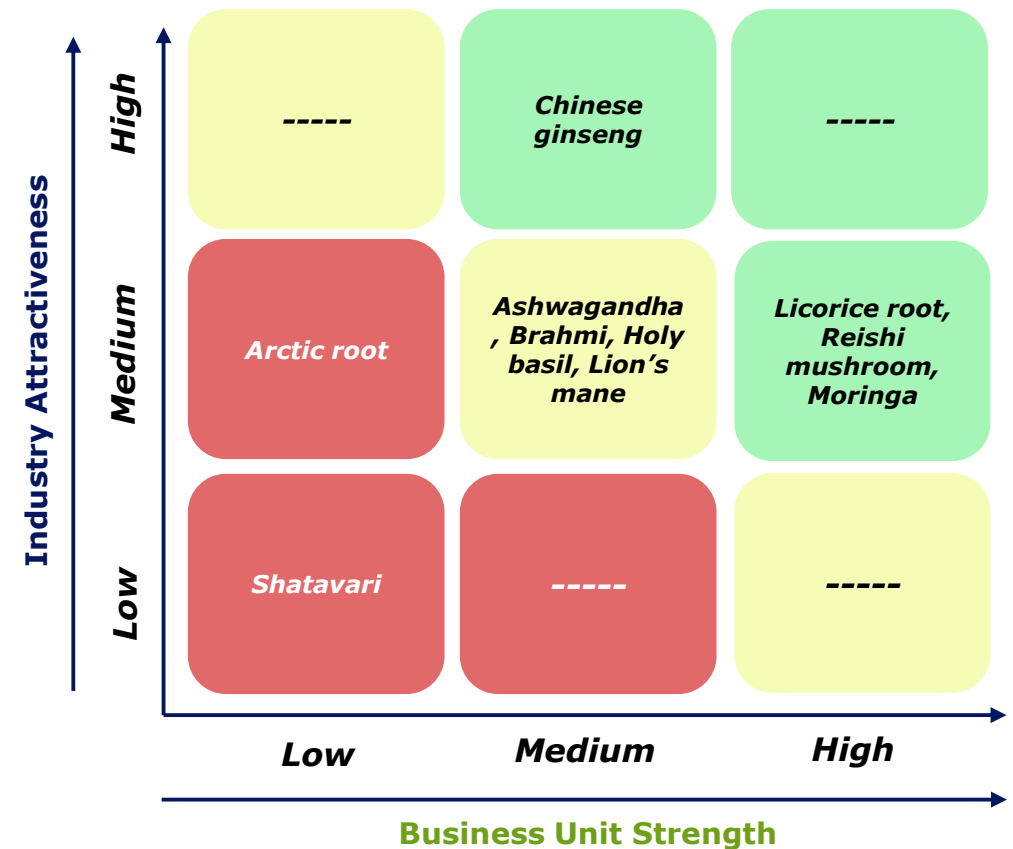 Industry Attractiveness
High
-----
Chinese
ginseng
-----
Medium
Arctic root
Ashwagandha
, Brahmi, Holy
basil, Lion’s
mane
Licorice root,
Reishi
mushroom,
Moringa
Low
Shatavari
-----
-----
Low
Medium
High
Business Unit Strength